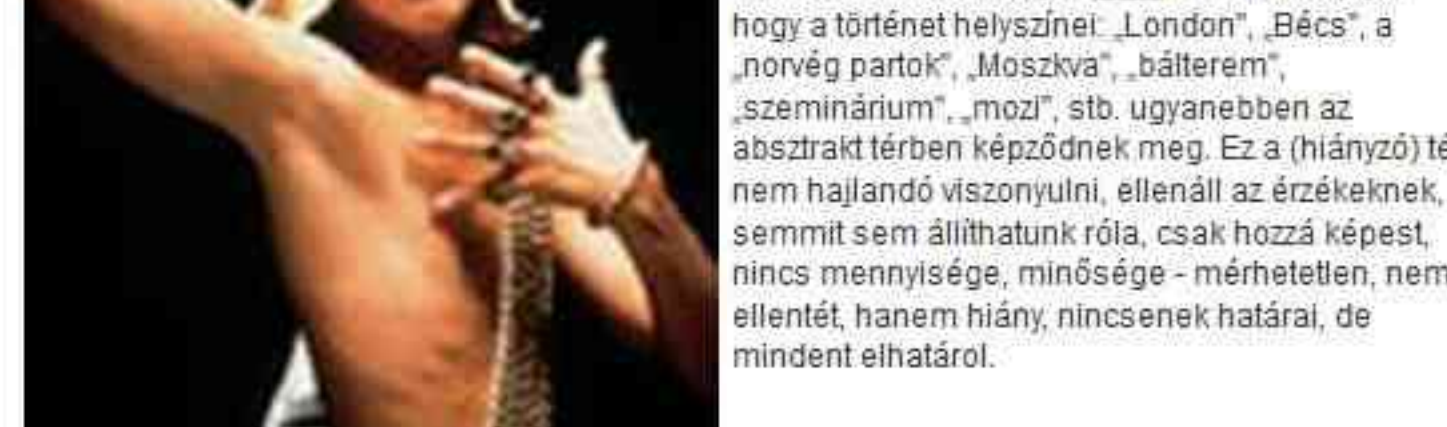 hogy a történet helyszínei: „London”, „Bécs”, a
„norvég partok”, „Moszkva”, „bálterem”,
„szeminárium”, „mozi”, stb. ugyanebben az
absztrakt térben képződnek meg. Ez a (hiányzó)
nem hajlandó viszonyulni, ellenáll az érzékeknek,
semmit sem állíthatunk róla, csak hozzá képest,
nincs mennyisége, minősége - mérhetetlen, nem
ellentét, hanem hiány, nincsenek határai, de
mindent elhatárol.